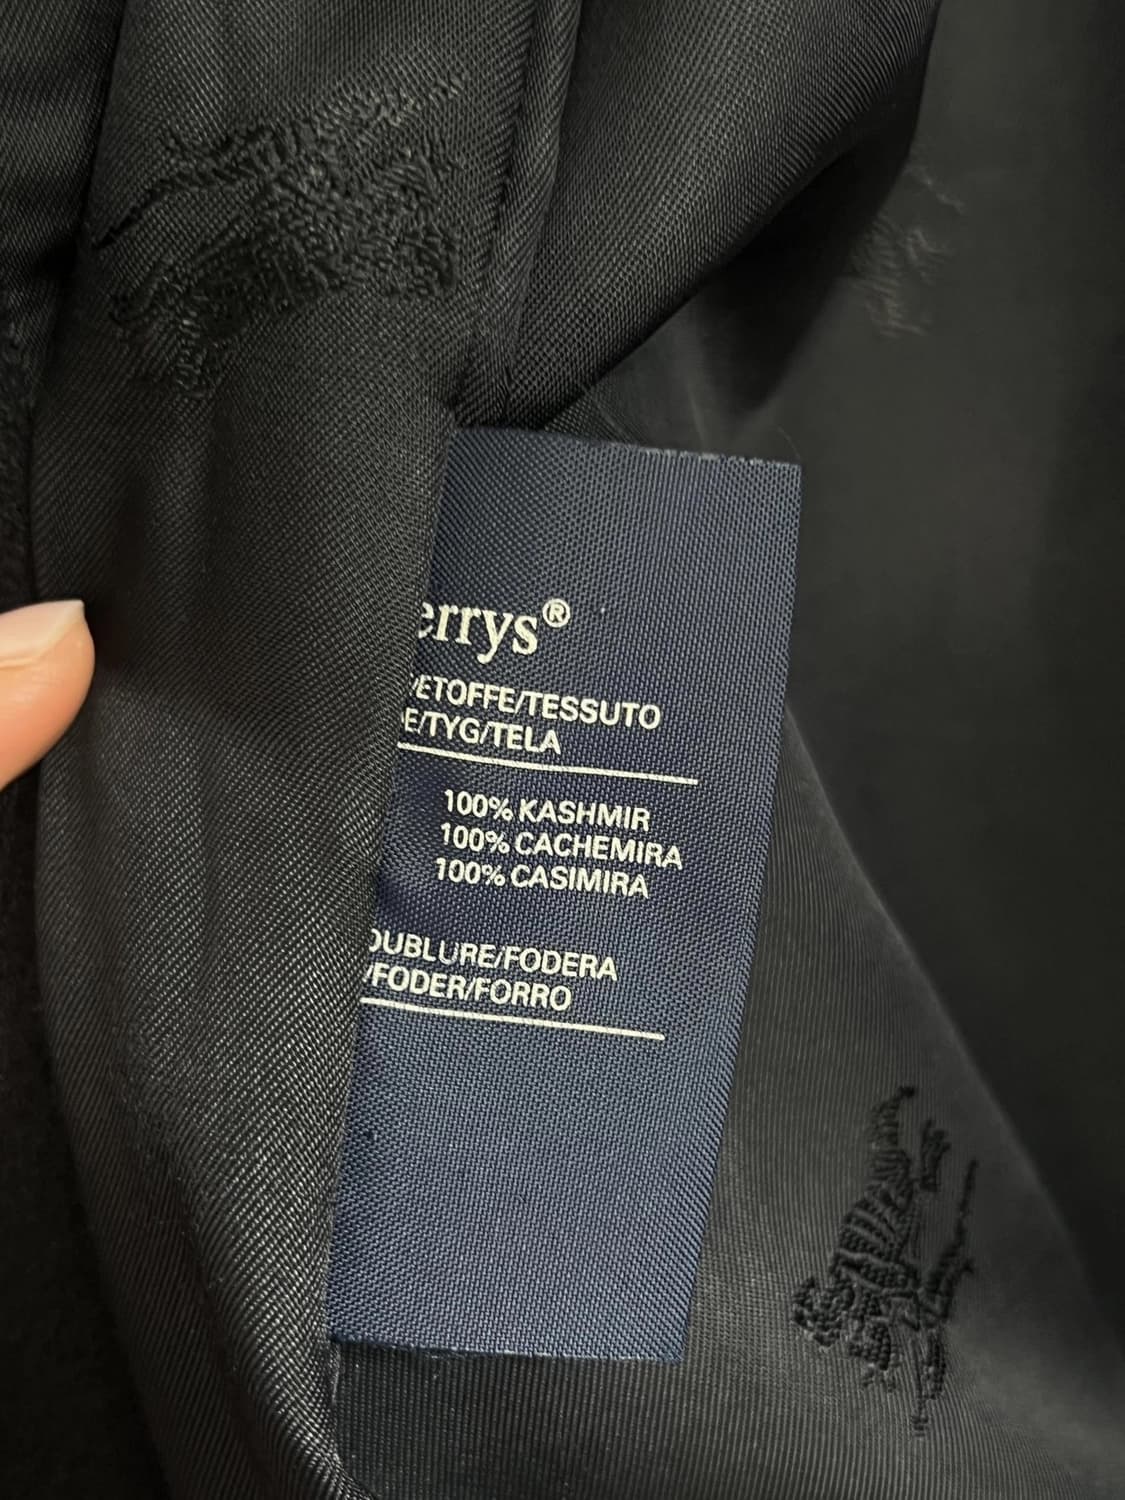 errys®
/ETOFFE/TESSUTO
E/TYG/TELA
100% KASHMIR
100% CACHEMIRA
100% CASIMIRA
OUBLURE/FODERA
/FODER/FORRO